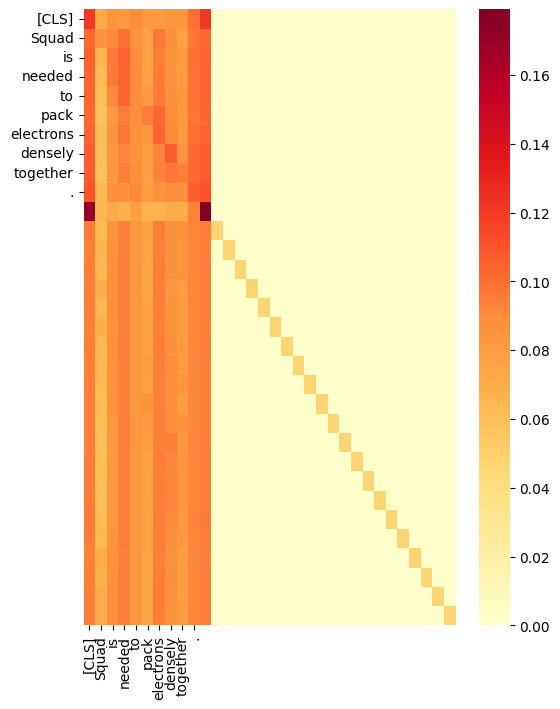 [CLS]
Squad
is
needed
to
pack
electrons
densely
together
.
0.16
0.14
0.12
0.10
0.08
0.06
0.04
0.02
0.00
[CLS]
Squad
is
needed
to
pack
electrons
densely
together
.